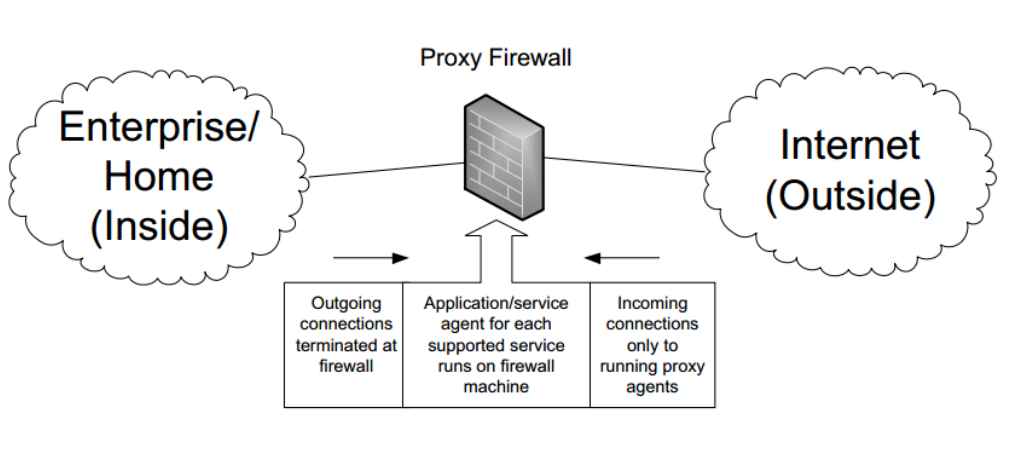 Proxy Firewall
Enterprise/
Home
(Inside)
Internet
(Outside)
Outgoing
connections
terminated at
firewall
Application/service
agent for each
supported service
runs on firewall
machine
Incoming
connections
only to
running proxy
agents